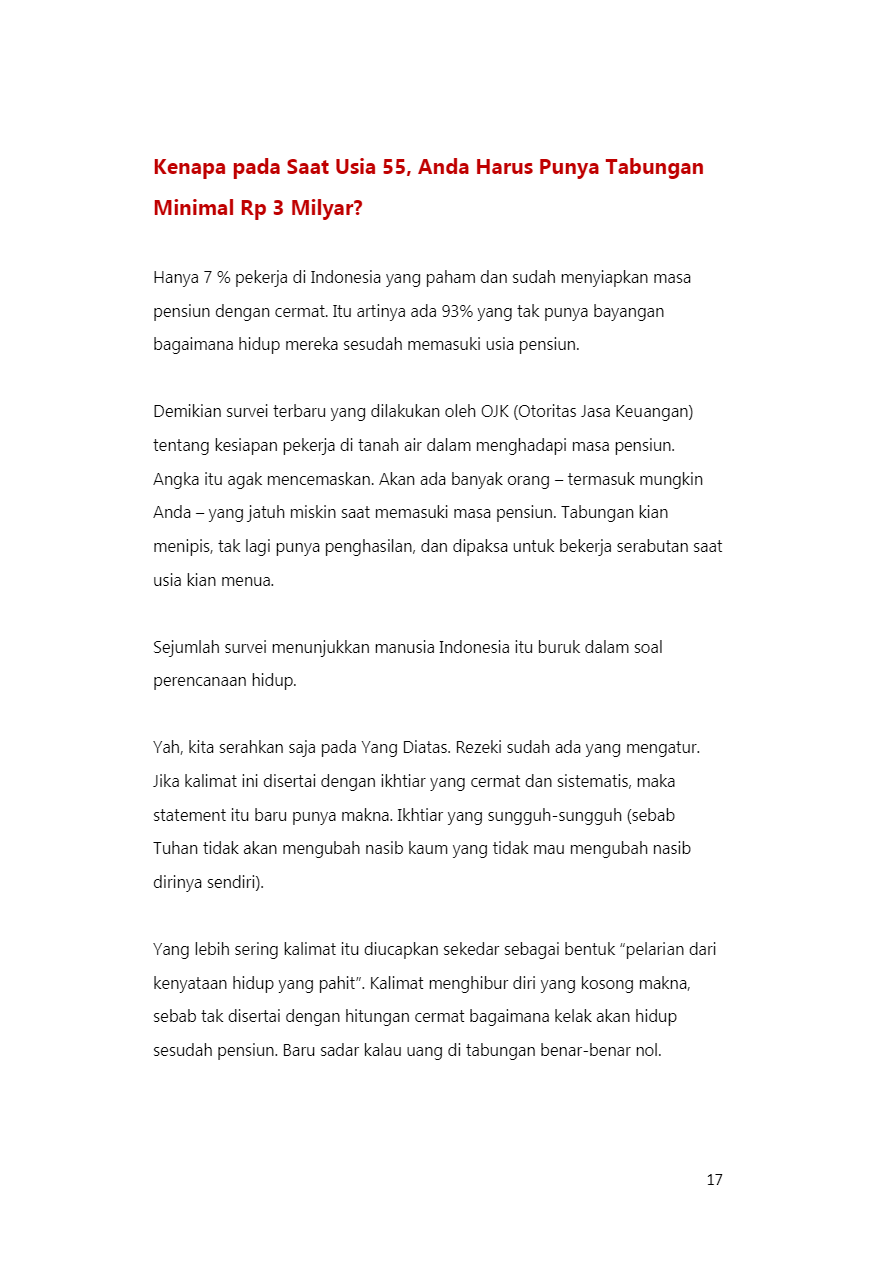 Kenapa pada Saat Usia 55, Anda Harus Punya Tabungan
Minimal Rp 3 Milyar?
Hanya 7 % pekerja di Indonesia yang paham dan sudah menyiapkan masa
pensiun dengan cermat. Itu artinya ada 93% yang tak punya bayangan
bagaimana hidup mereka sesudah memasuki usia pensiun.
Demikian survei terbaru yang dilakukan oleh OJK (Otoritas Jasa Keuangan)
tentang kesiapan pekerja di tanah air dalam menghadapi masa pensiun.
Angka itu agak mencemaskan. Akan ada banyak orang – termasuk mungkin
Anda – yang jatuh miskin saat memasuki masa pensiun. Tabungan kian
menipis, tak lagi punya penghasilan, dan dipaksa untuk bekerja serabutan saat
usia kian menua.
Sejumlah survei menunjukkan manusia Indonesia itu buruk dalam soal
perencanaan hidup.
Yah, kita serahkan saja pada Yang Diatas. Rezeki sudah ada yang mengatur.
Jika kalimat ini disertai dengan ikhtiar yang cermat dan sistematis, maka
statement itu baru punya makna. Ikhtiar yang sungguh-sungguh (sebab
Tuhan tidak akan mengubah nasib kaum yang tidak mau mengubah nasib
dirinya sendiri).
Yang lebih sering kalimat itu diucapkan sekedar sebagai bentuk “pelarian dari
kenyataan hidup yang pahit”. Kalimat menghibur diri yang kosong makna,
sebab tak disertai dengan hitungan cermat bagaimana kelak akan hidup
sesudah pensiun. Baru sadar kalau uang di tabungan benar-benar nol.
17